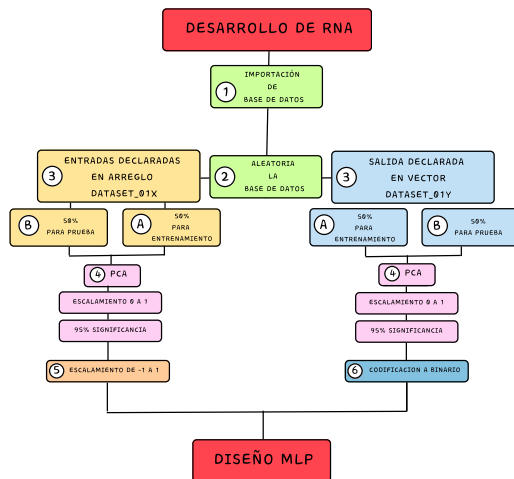 DESARROLLO DE RNA
1
IMPORTACIÓN
DE
BASE DE DATOS
2
ALEATORIA
LA
BASE DE DATOS
3
ENTRADAS DECLARADAS
EN ARREGLO
DATASET_01X
3
SALIDA DECLARADA
EN VECTOR
DATASET_01Y
B
50%
PARA PRUEBA
A
50%
PARA
ENTRENAMIENTO
A
50%
PARA
ENTRENAMIENTO
B
50%
PARA PRUEBA
4 PCA
ESCALAMIENTO 0 A 1
95% SIGNIFICANCIA
5 ESCALAMIENTO DE -1 A 1
4 PCA
ESCALAMIENTO 0 A 1
95% SIGNIFICANCIA
6 CODIFICACION A BINARIO
DISEÑO MLP